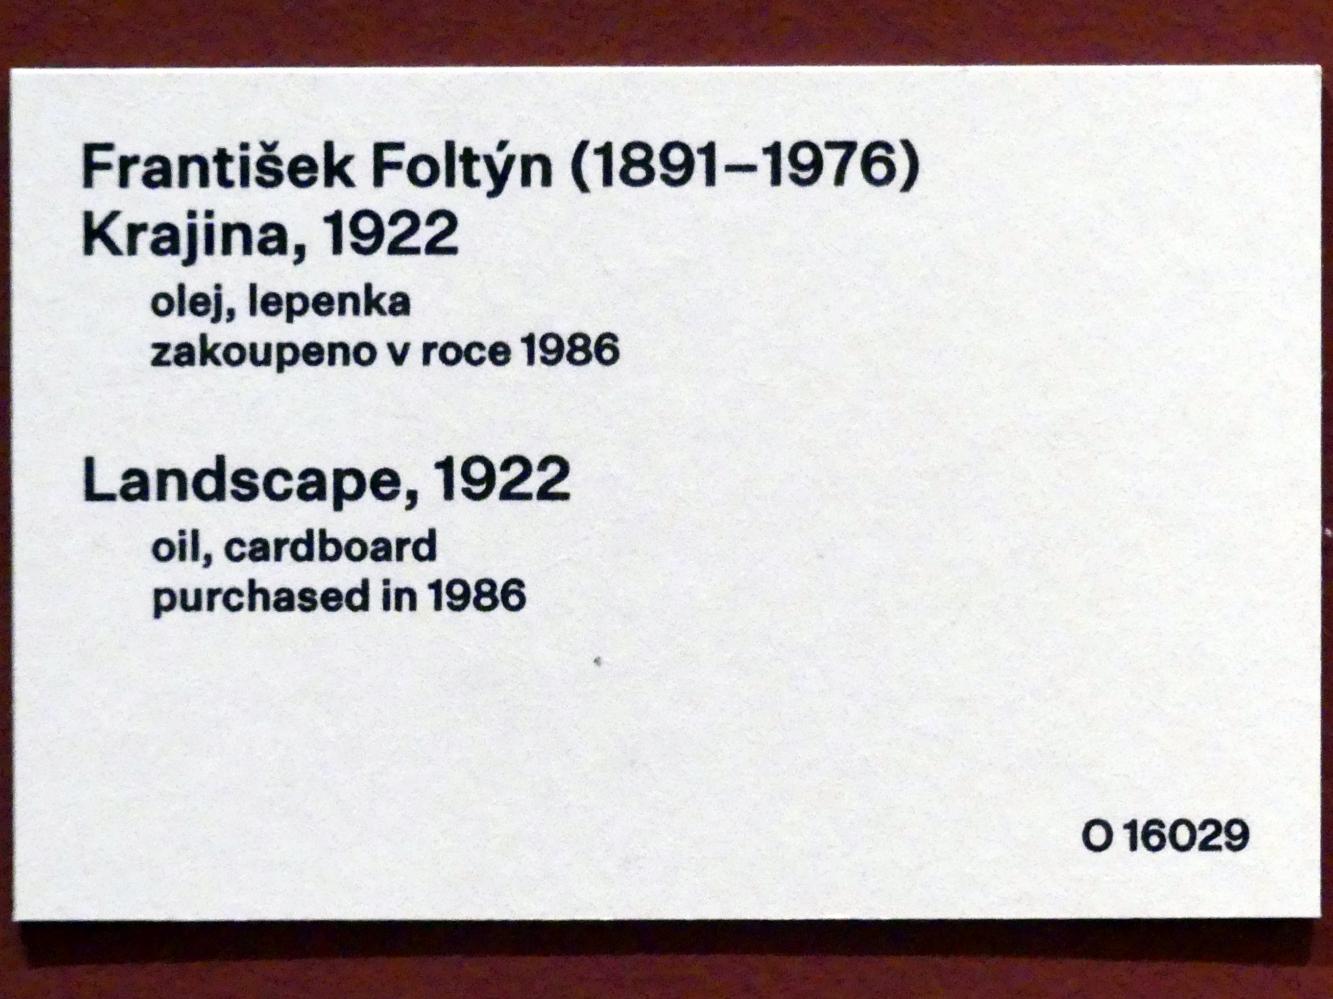 František Foltýn (1891–1976)
Krajina, 1922
olej, lepenka
zakoupeno v roce 1986
Landscape, 1922
oil, cardboard
purchased in 1986
O 16029